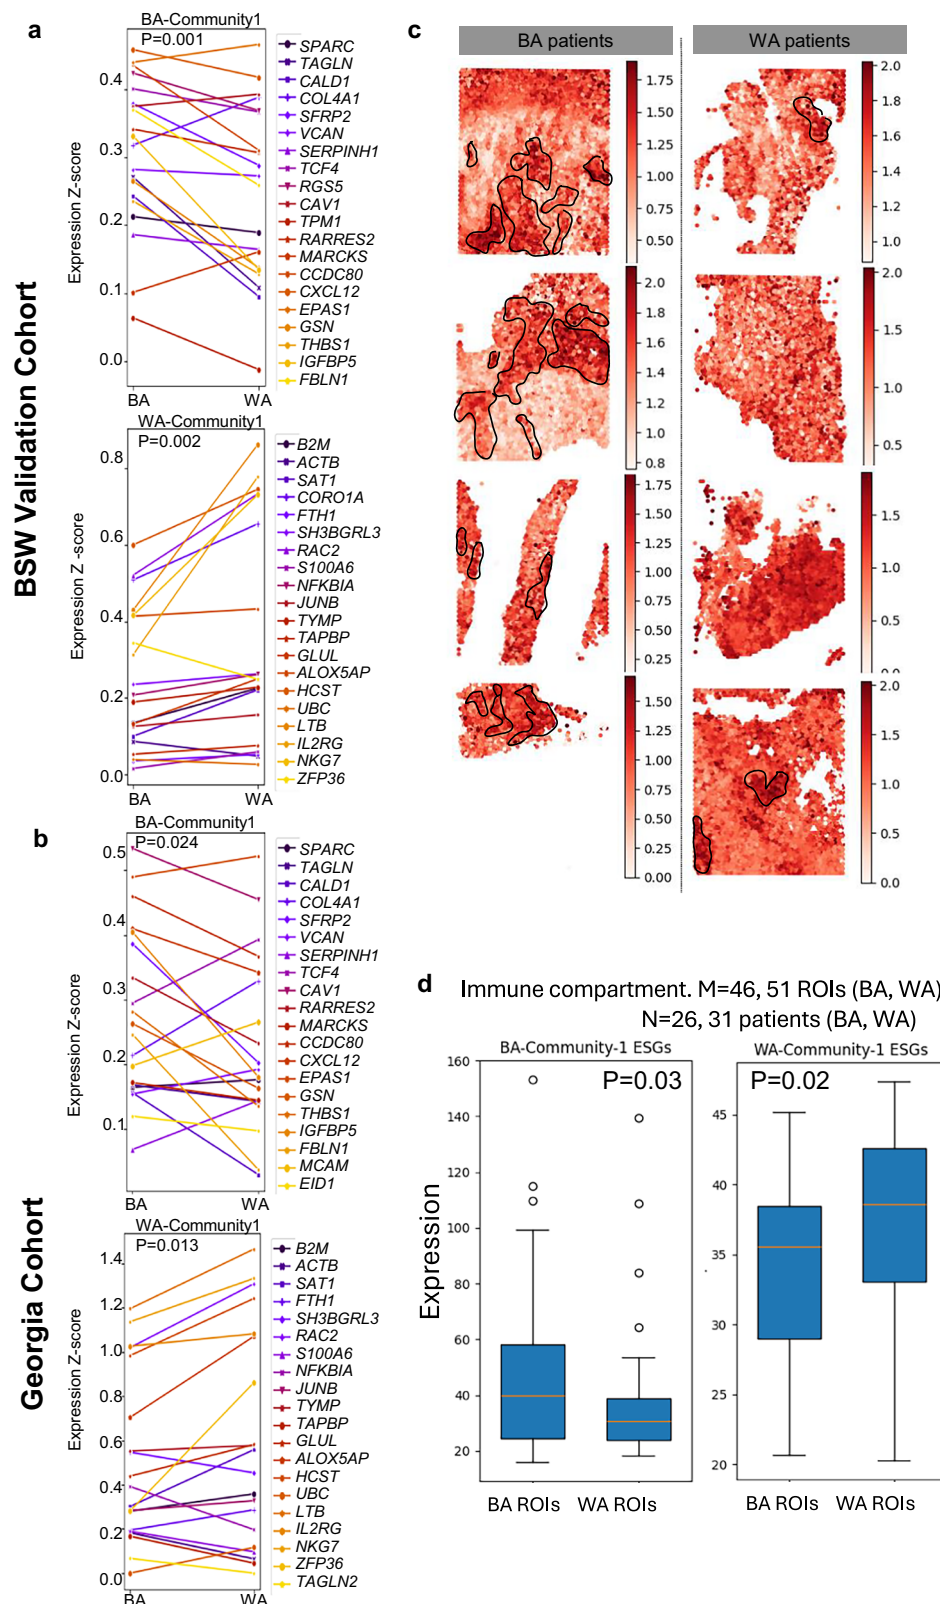 a
BSW Validation Cohort
BA-Community1
P=0.001
Expression Z-score
0.4
0.3
0.2
0.1
0.0
BA
WA
SPARC
TAGLN
CALD1
COL4A1
SFRP2
VCAN
SERPINH1
TCF4
RGS5
CAV1
TPM1
RARRES2
MARCKS
CCDC80
CXCL12
EPAS1
GSN
THBS1
IGFBP5
FBLN1
WA-Community1
P=0.002
Expression Z -score
0.8
0.6
0.4
0.2
0.0
BA
WA
B2M
ACTB
SAT1
CORO1A
FTH1
SH3BGRL3
RAC2
S100A6
NFKBIA
JUNB
TYMP
TAPBP
GLUL
ALOX5AP
HCST
UBC
LTB
IL2RG
NKG7
ZFP36
b
Georgia Cohort
BA-Community1
P=0.024
Expression Z-score
0.5
0.4
0.3
0.2
0.1
BA
WA
SPARC
TAGLN
CALD1
COL4A1
SFRP2
VCAN
SERPINH1
TCF4
CAV1
RARRES2
MARCKS
CCDC80
CXCL12
EPAS1
GSN
THBS1
IGFBP5
FBLN1
MCAM
EID1
WA-Community1
P=0.013
Expression Z-score
1.4
1.2
1.0
0.8
0.6
0.4
0.2
0.0
BA
WA
B2M
ACTB
SAT1
FTH1
SH3BGRL3
RAC2
S100A6
NFKBIA
JUNB
TYMP
TAPBP
GLUL
ALOX5AP
HCST
UBC
LTB
IL2RG
NKG7
ZFP36
TAGLN2
c
BA patients
1.75
1.50
1.25
1.00
0.75
0.50
2.0
1.8
1.6
1.4
1.2
1.0
0.8
1.75
1.50
1.25
1.00
0.75
0.50
0.25
1.50
1.25
1.00
0.75
0.50
0.25
0.00
WA patients
2.0
1.8
1.6
1.4
1.2
1.0
2.0
1.5
1.0
0.5
1.5
1.0
0.5
0.0
2.0
1.5
1.0
0.5
0.0
d
Immune compartment. M=46, 51 ROIs (BA, WA)
N=26, 31 patients (BA, WA)
BA-Community-1 ESGs
P=0.03
Expression
160
140
120
100
80
60
40
20
BA ROIs
WA ROIs
WA-Community-1 ESGs
P=0.02
45
40
35
30
25
20
BA ROIs
WA ROIs